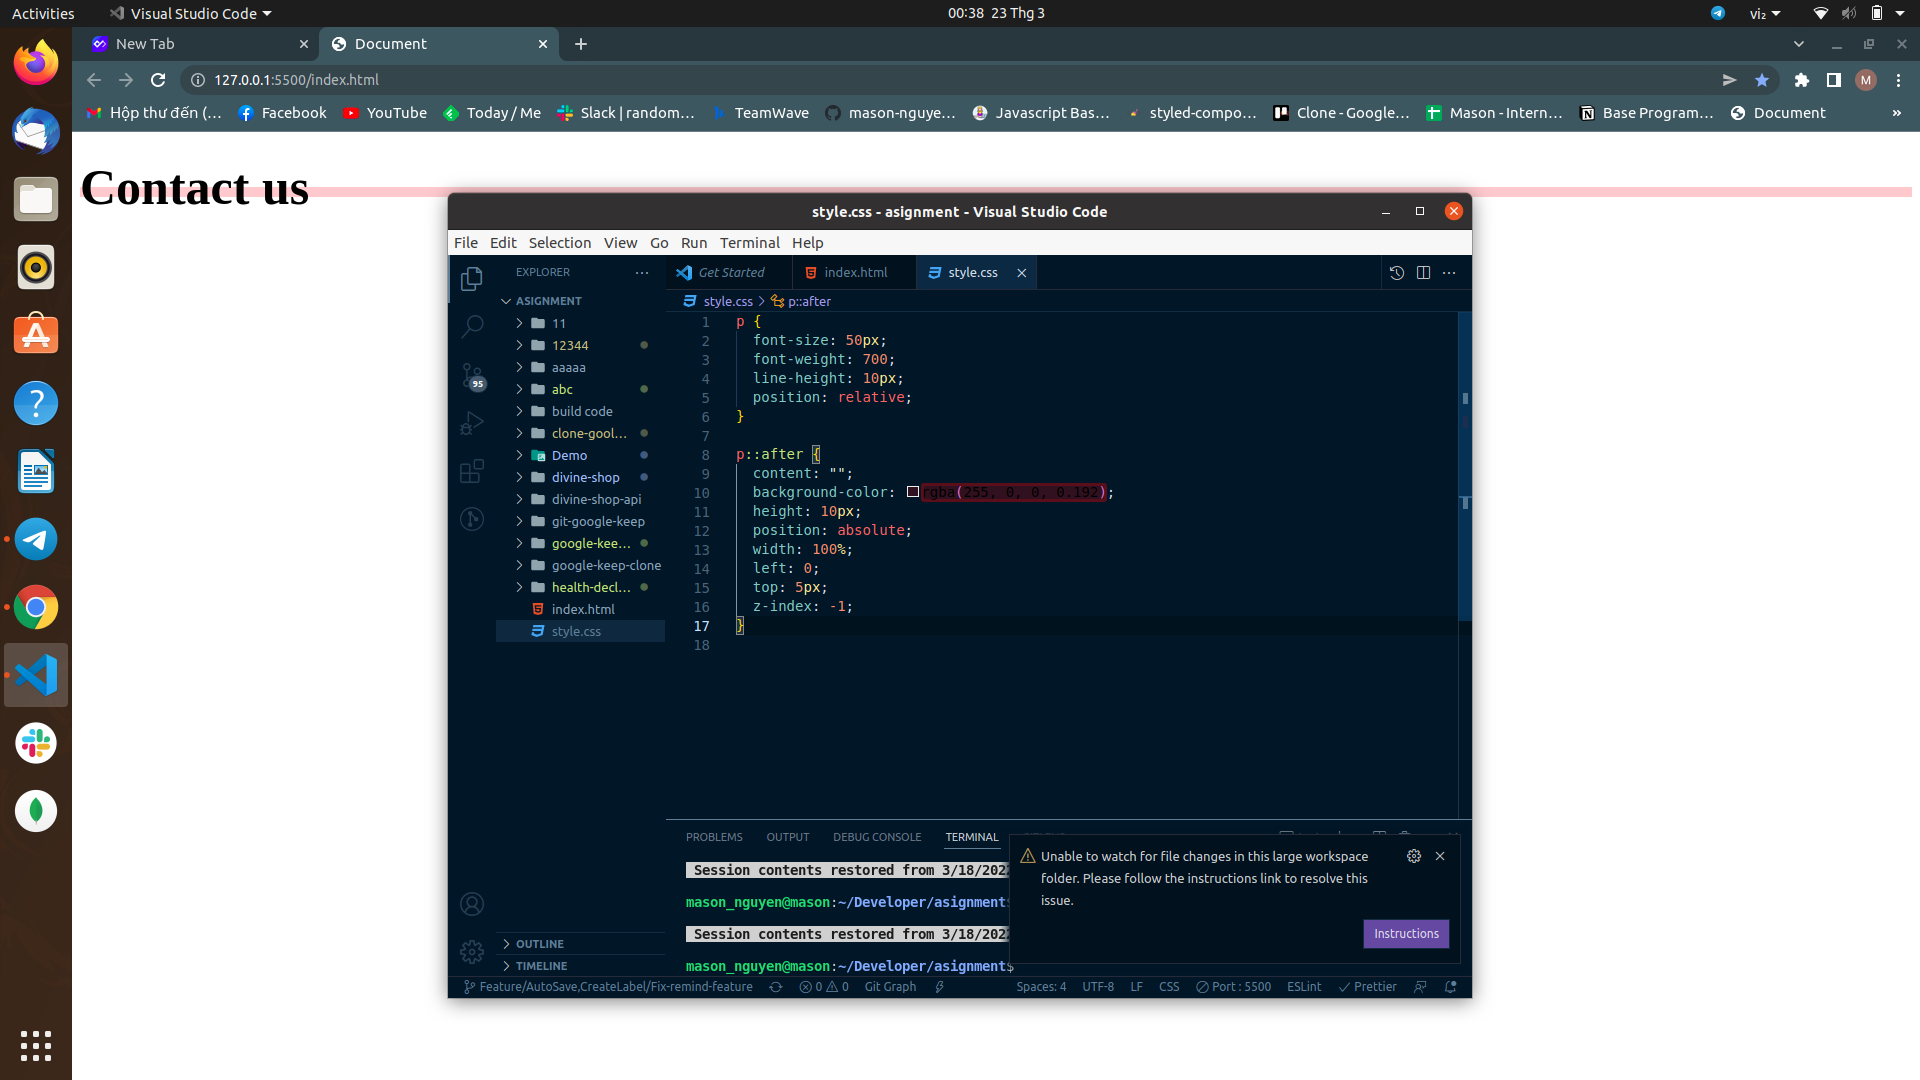 Activities Visual Studio Code 00:38 23 Thg 3 vi₂
New Tab Document
127.0.0.1:5500/index.html M
Hộp thư đến (… Facebook YouTube Today / Me Slack | random… TeamWave mason-nguye… Javascript Bas… styled-compo… Clone - Google… Mason - Intern… Base Program… Document »
Contact us
style.css - asignment - Visual Studio Code
File Edit Selection View Go Run Terminal Help
EXPLORER ··· Get Started index.html style.css
ASIGNMENT
style.css > p::after
11
12344
aaaaa
abc
build code
clone-gool…
Demo
divine-shop
divine-shop-api
git-google-keep
google-kee…
google-keep-clone
health-decl…
index.html
style.css
95
1 p {
2 font-size: 50px;
3 font-weight: 700;
4 line-height: 10px;
5 position: relative;
6 }
7
8 p::after {
9 content: "";
10 background-color: rgba(255, 0, 0, 0.192);
11 height: 10px;
12 position: absolute;
13 width: 100%;
14 left: 0;
15 top: 5px;
16 z-index: -1;
17 }
18
OUTLINE
TIMELINE
PROBLEMS OUTPUT DEBUG CONSOLE TERMINAL
Session contents restored from 3/18/202
mason_nguyen@mason:~/Developer/asignment$
Session contents restored from 3/18/202
mason_nguyen@mason:~/Developer/asignment$
Unable to watch for file changes in this large workspace
folder. Please follow the instructions link to resolve this
issue.
Instructions
Feature/AutoSave,CreateLabel/Fix-remind-feature 0 0 Git Graph Spaces: 4 UTF-8 LF CSS Port : 5500 ESLint Prettier